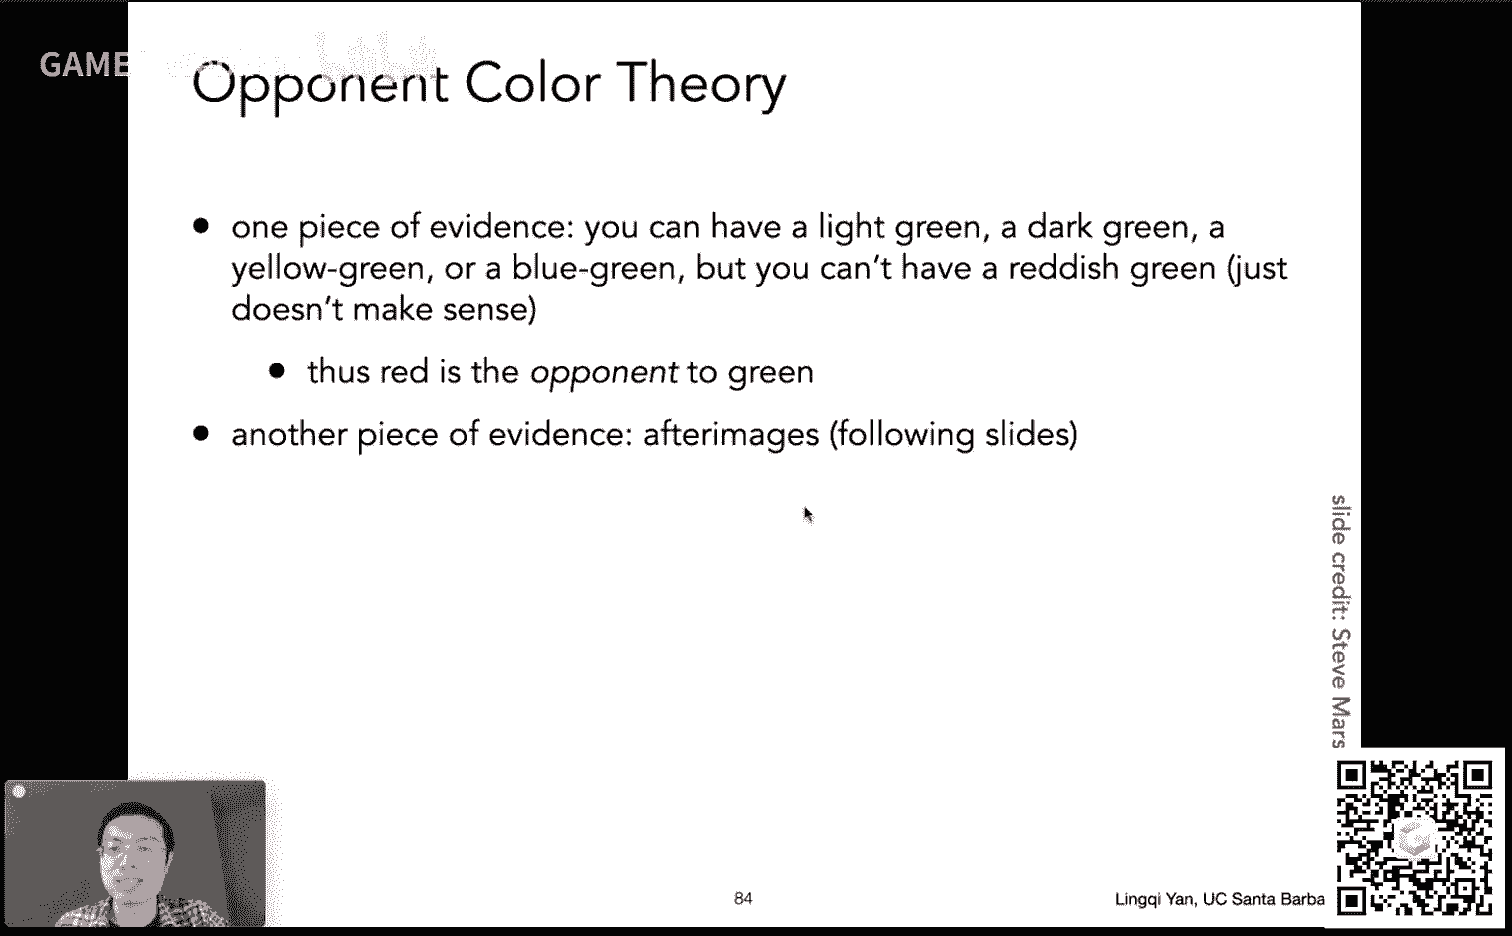 GAME
Opponent Color Theory
● one piece of evidence: you can have a light green, a dark green, a
yellow-green, or a blue-green, but you can’t have a reddish green (just
doesn’t make sense)
● thus red is the opponent to green
● another piece of evidence: afterimages (following slides)
slide credit: Steve Mars
84
Lingqi Yan, UC Santa Barba